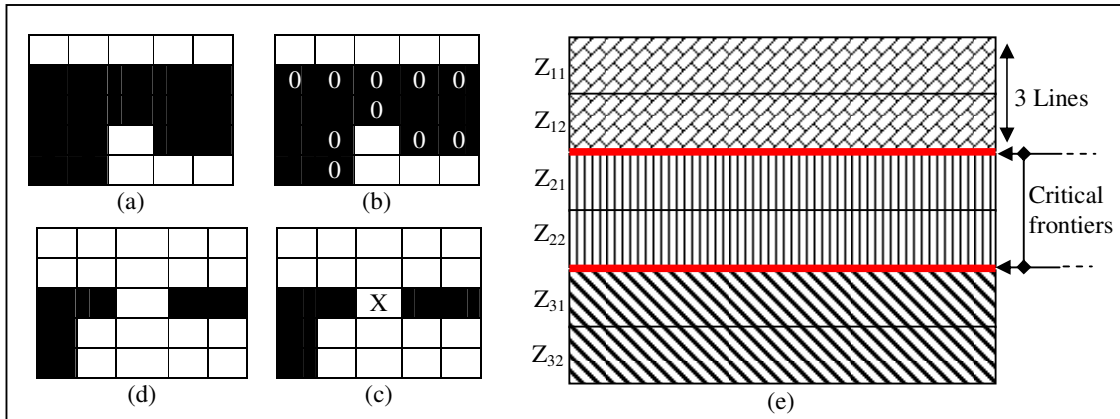 0 0 0 0 0
0
0 0 0
0
(a)
(b)
X
(d)
(c)
Z11
Z12
Z21
Z22
Z31
Z32
3 Lines
Critical
frontiers
(e)